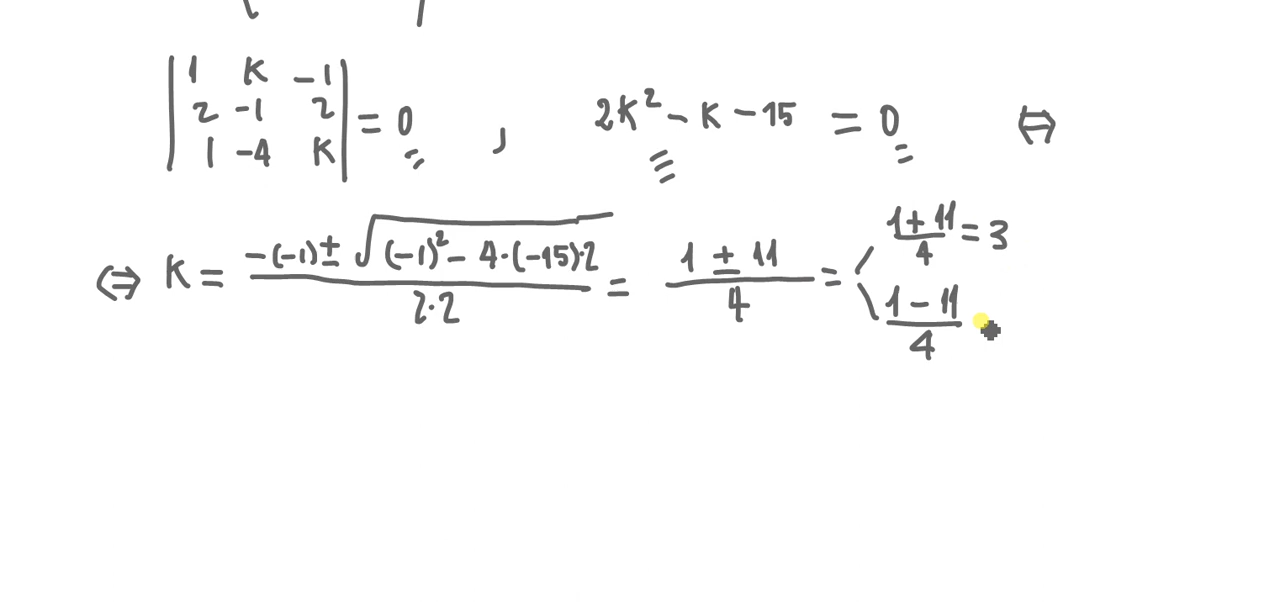 |1 K -1|
|2 -1 2| = 0 , 2K² - K - 15 = 0 ⇔
|1 -4 K|
⇔ K = (-(-1) ± √((-1)² - 4·(-15)·2)) / (2·2) = (1 ± 11) / 4 = < (1 + 11) / 4 = 3
(1 - 11) / 4